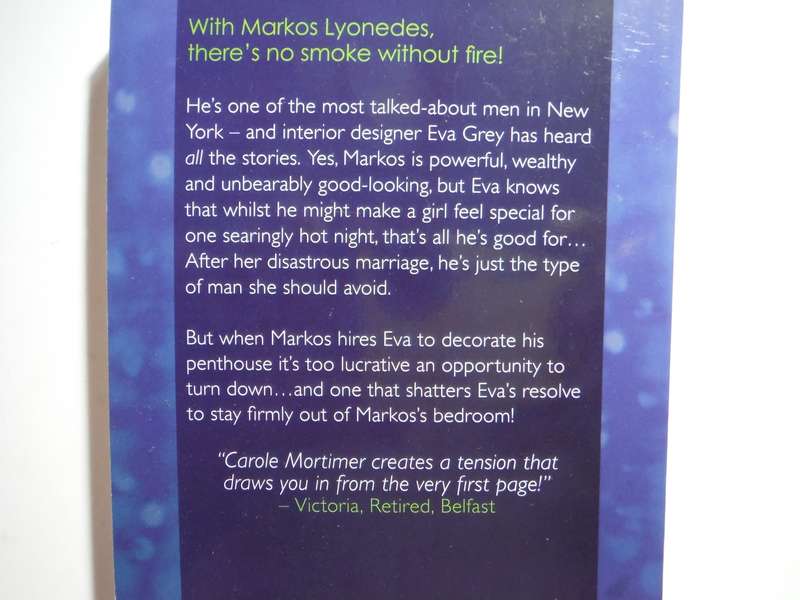 With Markos Lyonedes,
there's no smoke without fire!
He's one of the most talked-about men in New
York – and interior designer Eva Grey has heard
all the stories. Yes, Markos is powerful, wealthy
and unbearably good-looking, but Eva knows
that whilst he might make a girl feel special for
one searingly hot night, that's all he's good for…
After her disastrous marriage, he's just the type
of man she should avoid.
But when Markos hires Eva to decorate his
penthouse it's too lucrative an opportunity to
turn down…and one that shatters Eva's resolve
to stay firmly out of Markos's bedroom!
“Carole Mortimer creates a tension that
draws you in from the very first page!”
– Victoria, Retired, Belfast